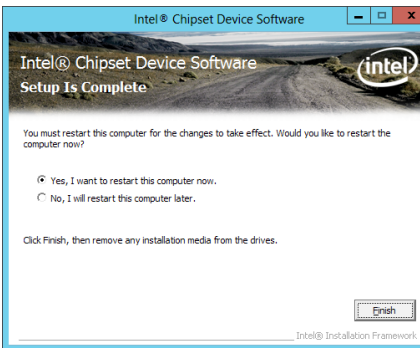 Intel® Chipset Device Software
Intel® Chipset Device Software
intel
Setup Is Complete
You must restart this computer for the changes to take effect. Would you like to restart the
computer now?
Yes, I want to restart this computer now.
No, I will restart this computer later.
Click Finish, then remove any installation media from the drives.
Finish
Intel® Installation Framework